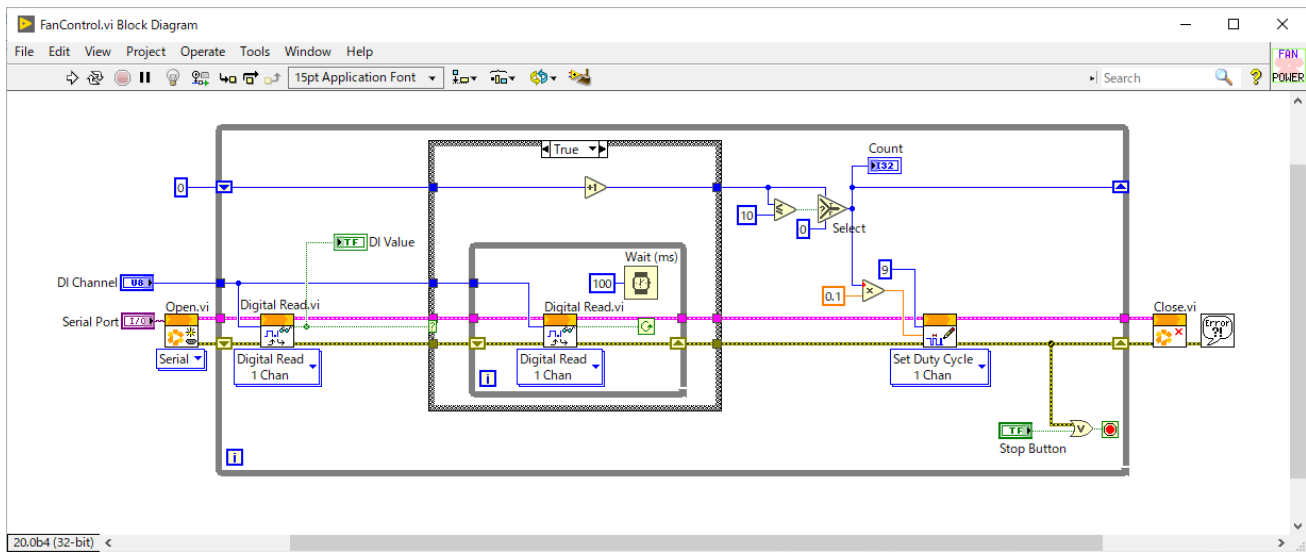 FanControl.vi Block Diagram
File Edit View Project Operate Tools Window Help
15pt Application Font
Search
FAN
POWER
True
Count
I32
0
+1
10
0
Select
TF
DI Value
Wait (ms)
100
9
DI Channel
U8
0.1
Open.vi
Digital Read.vi
Digital Read.vi
Close.vi
Serial Port
I/O
?
Error
?!
Serial
Digital Read
1 Chan
Digital Read
1 Chan
Set Duty Cycle
1 Chan
i
TF
V
Stop Button
i
20.0b4 (32-bit)